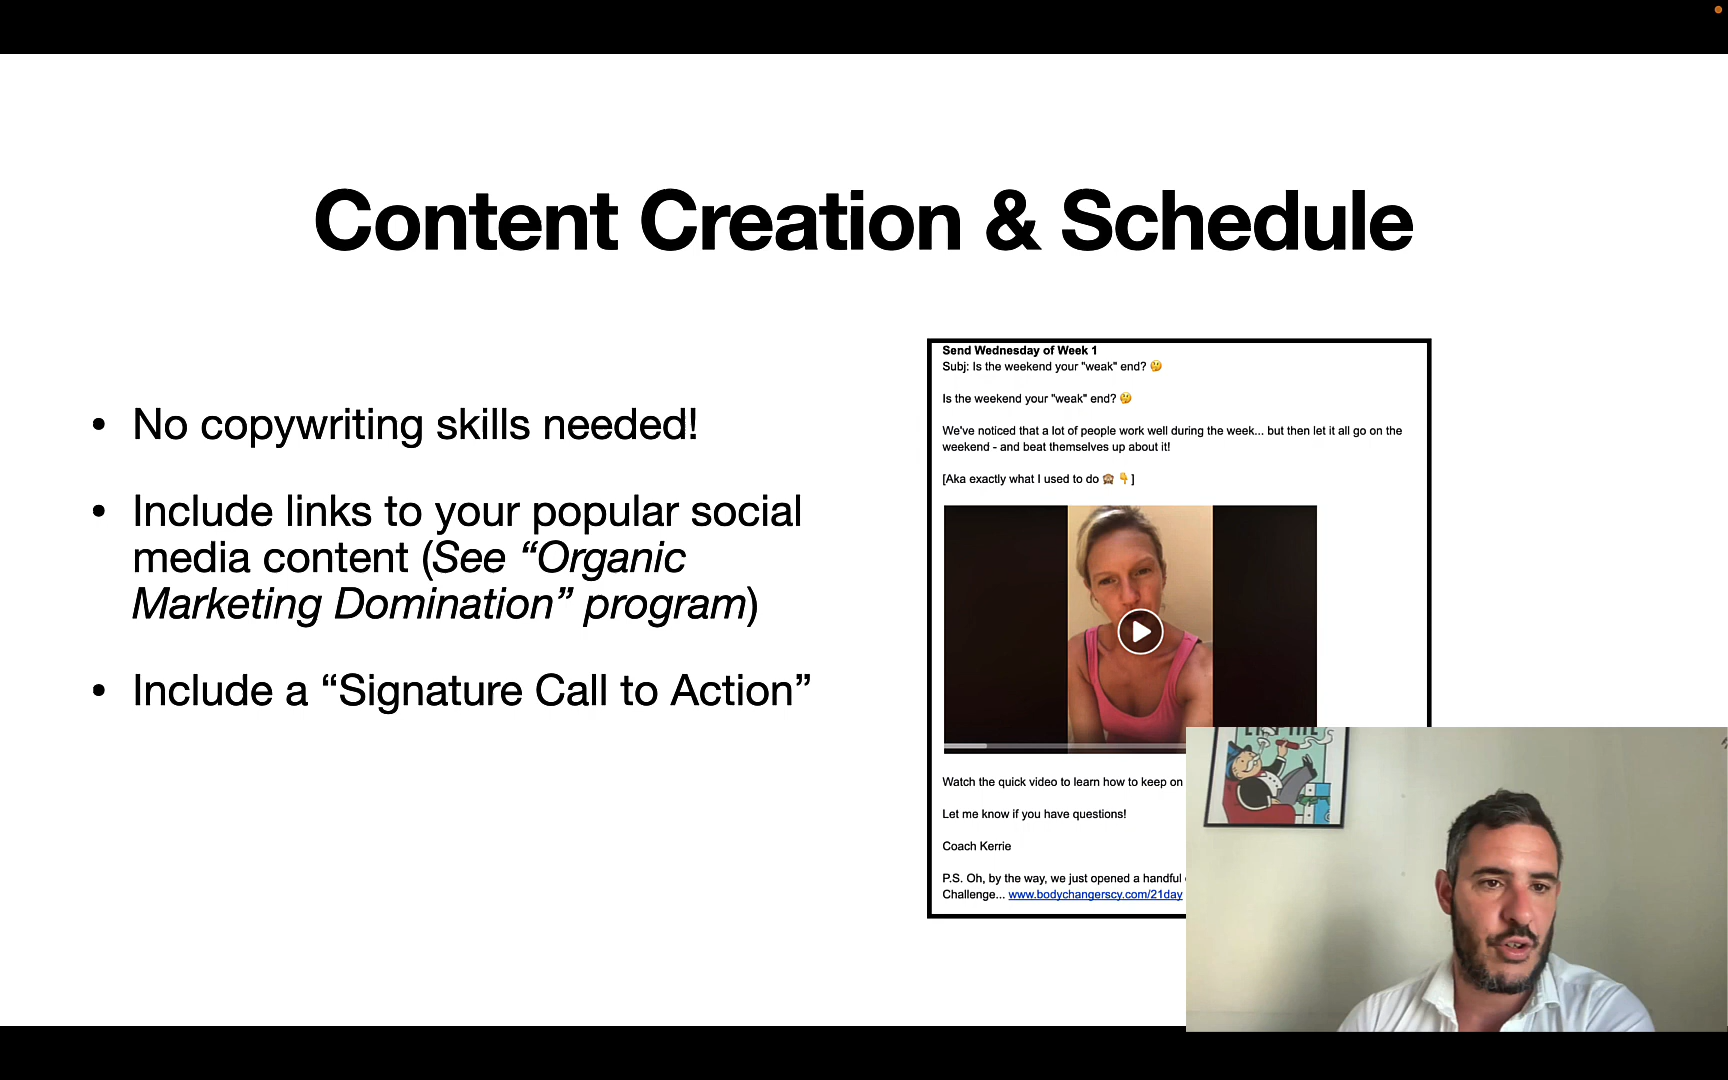 Content Creation & Schedule
• No copywriting skills needed!
• Include links to your popular social
media content (See “Organic
Marketing Domination” program)
• Include a “Signature Call to Action”
Send Wednesday of Week 1
Subj: Is the weekend your "weak" end? 🤔
Is the weekend your "weak" end? 🤔
We've noticed that a lot of people work well during the week... but then let it all go on the
weekend - and beat themselves up about it!
[Aka exactly what I used to do 🙈 👇]
Watch the quick video to learn how to keep on
Let me know if you have questions!
Coach Kerrie
P.S. Oh, by the way, we just opened a handful
Challenge... www.bodychangerscy.com/21day